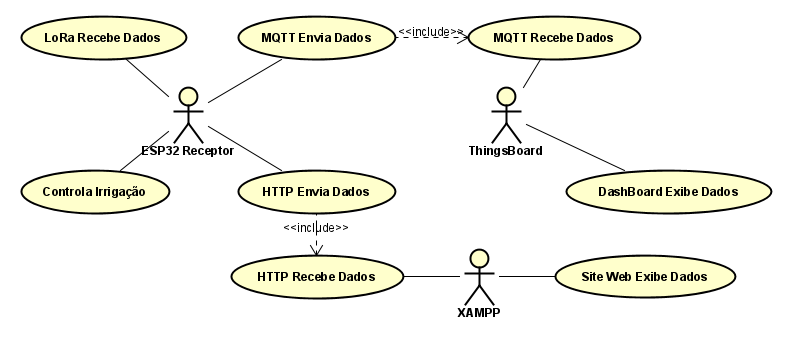 LoRa Recebe Dados
MQTT Envia Dados
<<include>>
MQTT Recebe Dados
ESP32 Receptor
ThingsBoard
Controla Irrigação
HTTP Envia Dados
DashBoard Exibe Dados
<<include>>
HTTP Recebe Dados
Site Web Exibe Dados
XAMPP